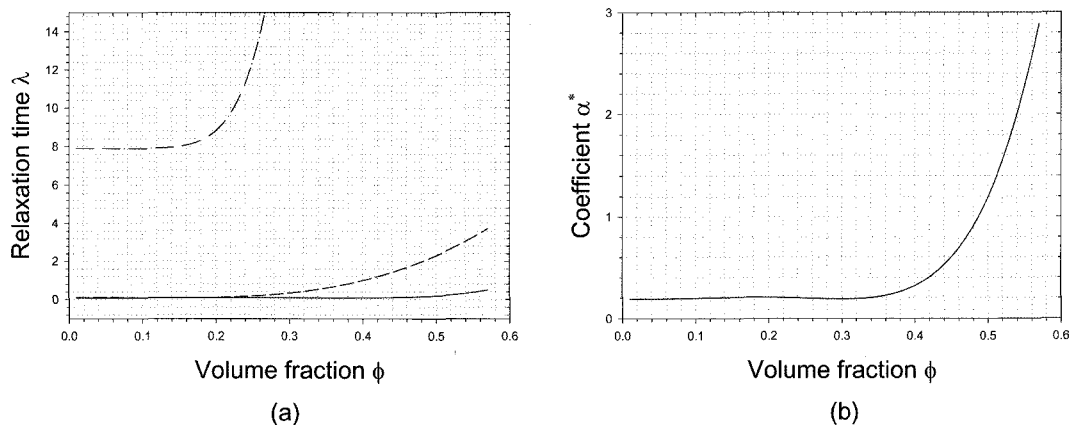 14
12
10
8
6
4
2
0
Relaxation time λ
0.0 0.1 0.2 0.3 0.4 0.5 0.6
Volume fraction ϕ
(a)
3
2
1
0
Coefficient α*
0.0 0.1 0.2 0.3 0.4 0.5 0.6
Volume fraction ϕ
(b)